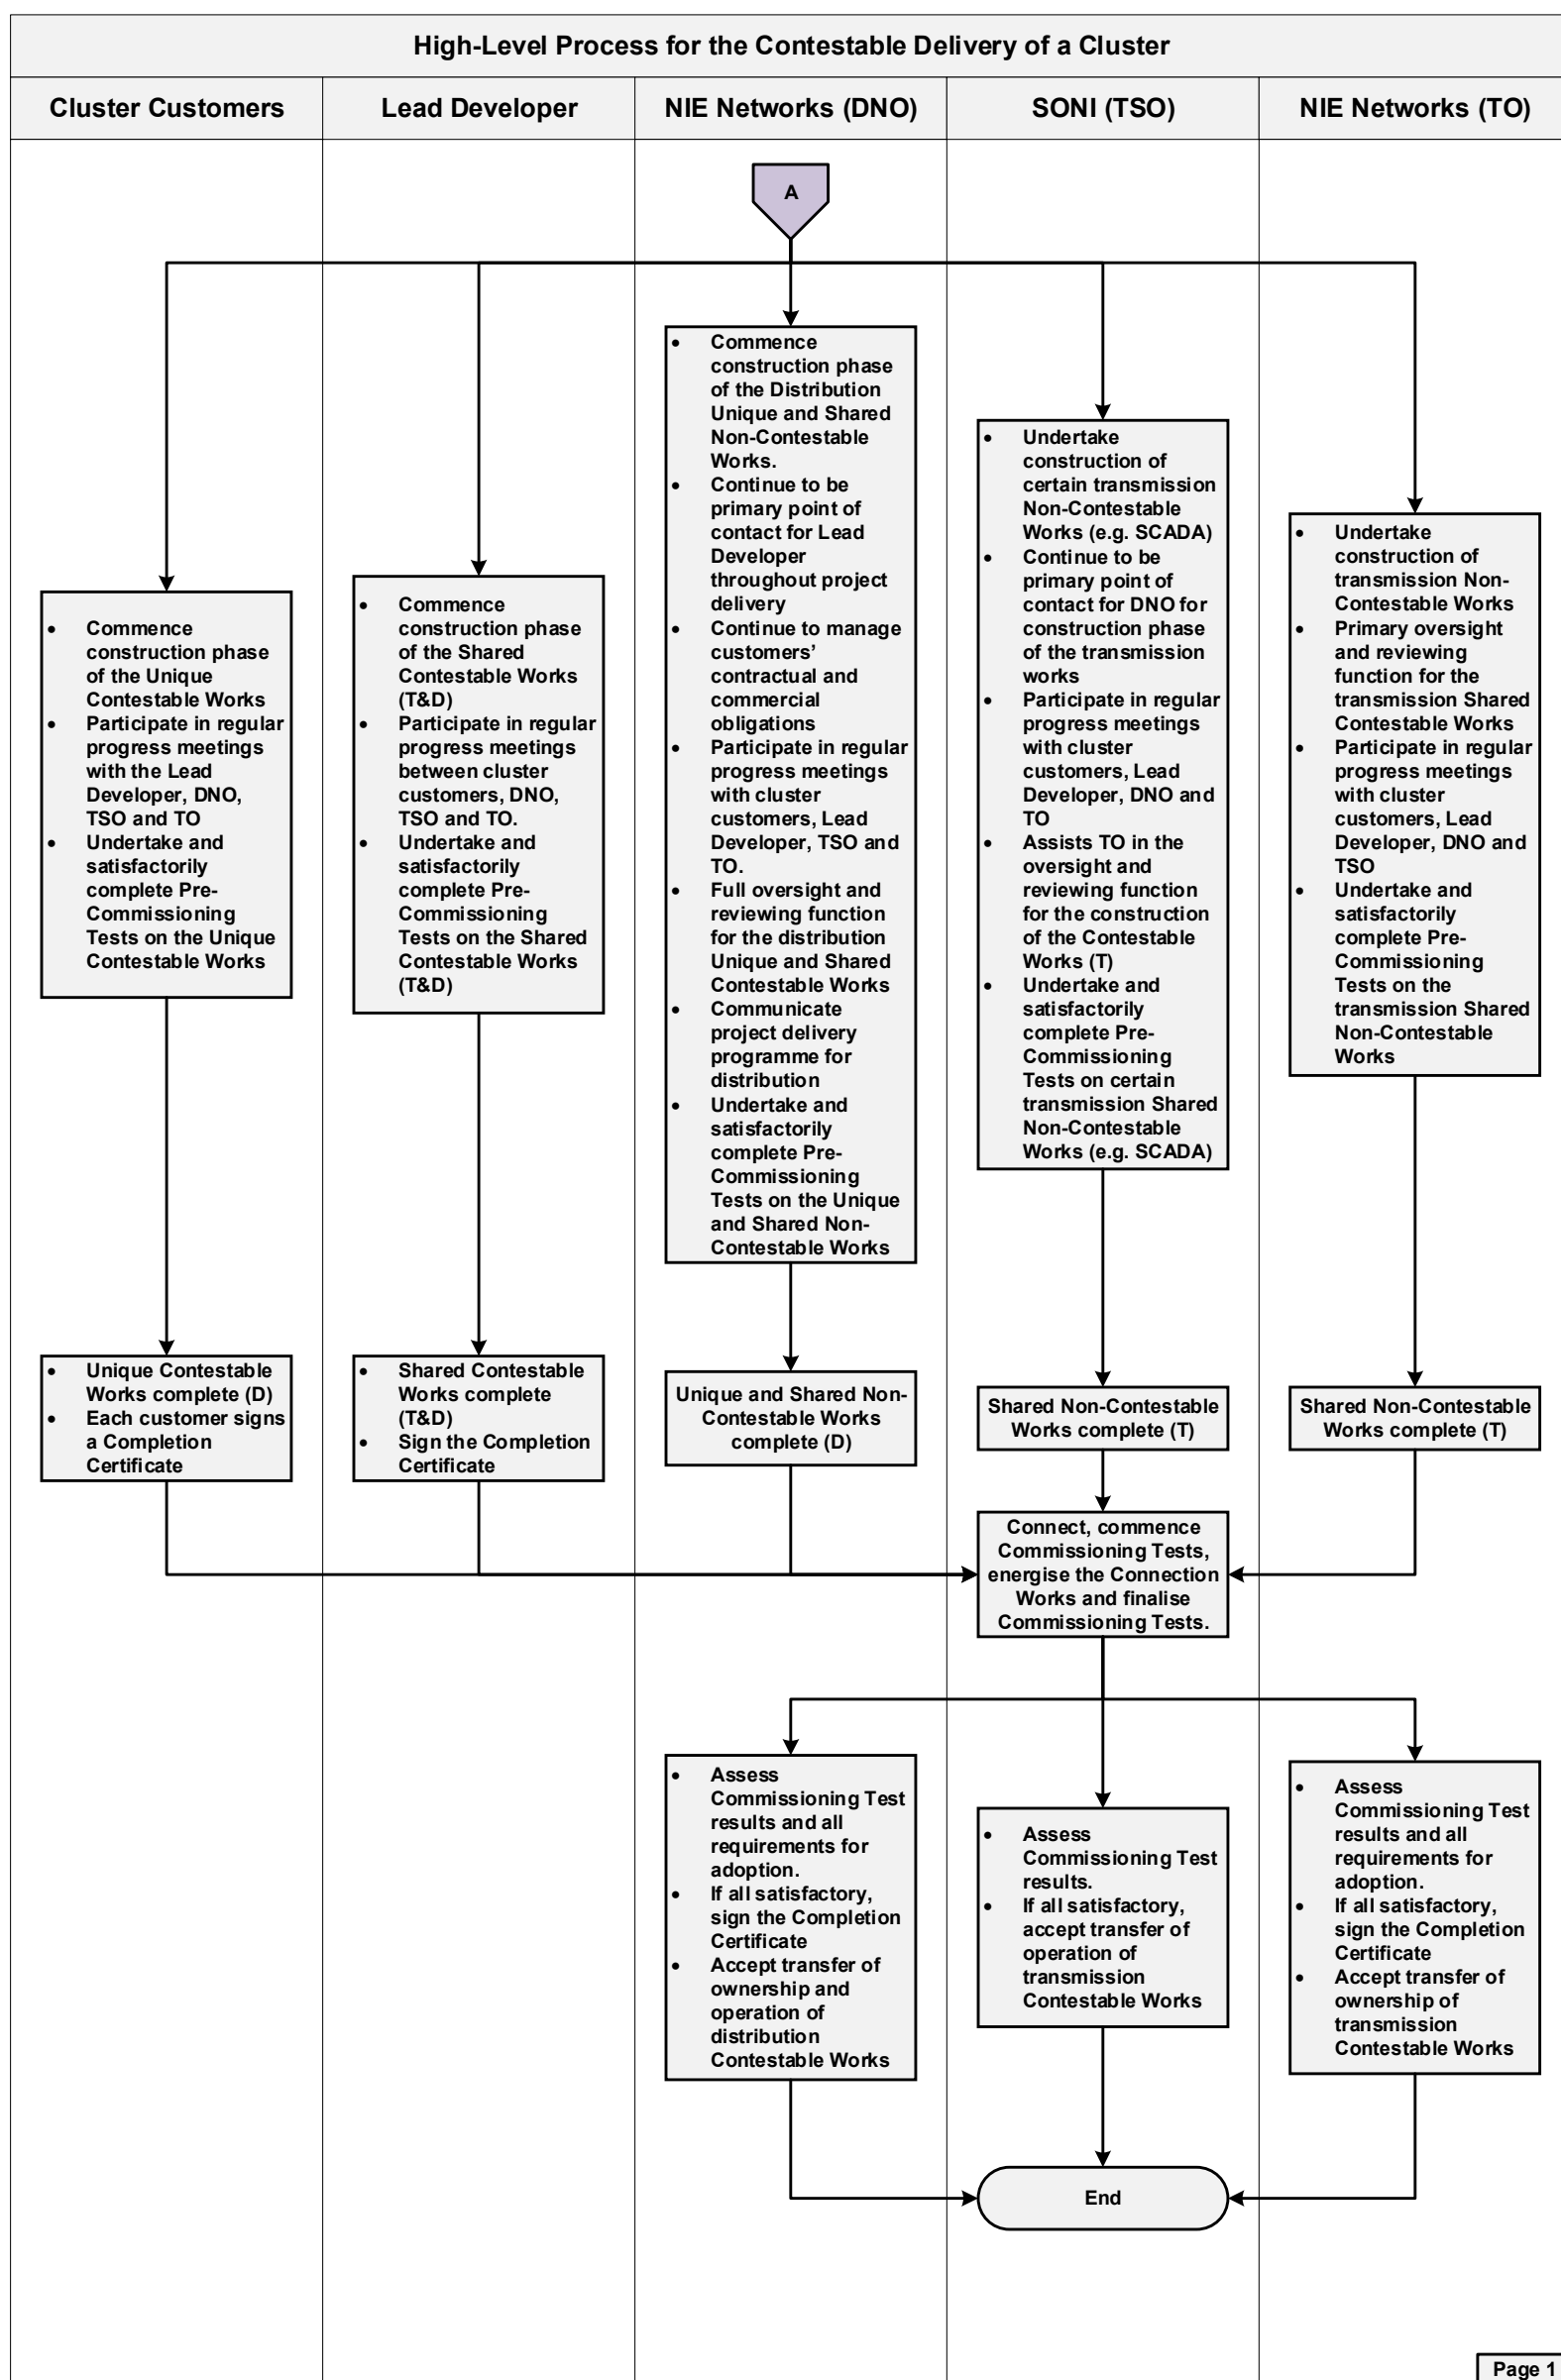 High-Level Process for the Contestable Delivery of a Cluster
Cluster Customers
Lead Developer
NIE Networks (DNO)
SONI (TSO)
NIE Networks (TO)
A
• Commence
construction phase
of the Unique
Contestable Works
• Participate in regular
progress meetings
with the Lead
Developer, DNO,
TSO and TO
• Undertake and
satisfactorily
complete Pre-
Commissioning
Tests on the Unique
Contestable Works
• Commence
construction phase
of the Shared
Contestable Works
(T&D)
• Participate in regular
progress meetings
between cluster
customers, DNO,
TSO and TO.
• Undertake and
satisfactorily
complete Pre-
Commissioning
Tests on the Shared
Contestable Works
(T&D)
• Commence
construction phase
of the Distribution
Unique and Shared
Non-Contestable
Works.
• Continue to be
primary point of
contact for Lead
Developer
throughout project
delivery
• Continue to manage
customers’
contractual and
commercial
obligations
• Participate in regular
progress meetings
with cluster
customers, Lead
Developer, TSO and
TO.
• Full oversight and
reviewing function
for the distribution
Unique and Shared
Contestable Works
• Communicate
project delivery
programme for
distribution
• Undertake and
satisfactorily
complete Pre-
Commissioning
Tests on the Unique
and Shared Non-
Contestable Works
• Undertake
construction of
certain transmission
Non-Contestable
Works (e.g. SCADA)
• Continue to be
primary point of
contact for DNO for
construction phase
of the transmission
works
• Participate in regular
progress meetings
with cluster
customers, Lead
Developer, DNO and
TO
• Assists TO in the
oversight and
reviewing function
for the construction
of the Contestable
Works (T)
• Undertake and
satisfactorily
complete Pre-
Commissioning
Tests on certain
transmission Shared
Non-Contestable
Works (e.g. SCADA)
• Undertake
construction of
transmission Non-
Contestable Works
• Primary oversight
and reviewing
function for the
transmission Shared
Contestable Works
• Participate in regular
progress meetings
with cluster
customers, Lead
Developer, DNO and
TSO
• Undertake and
satisfactorily
complete Pre-
Commissioning
Tests on the
transmission Shared
Non-Contestable
Works
• Unique Contestable
Works complete (D)
• Each customer signs
a Completion
Certificate
• Shared Contestable
Works complete
(T&D)
• Sign the Completion
Certificate
Unique and Shared Non-
Contestable Works
complete (D)
Shared Non-Contestable
Works complete (T)
Shared Non-Contestable
Works complete (T)
Connect, commence
Commissioning Tests,
energise the Connection
Works and finalise
Commissioning Tests.
• Assess
Commissioning Test
results and all
requirements for
adoption.
• If all satisfactory,
sign the Completion
Certificate
• Accept transfer of
ownership and
operation of
distribution
Contestable Works
• Assess
Commissioning Test
results.
• If all satisfactory,
accept transfer of
operation of
transmission
Contestable Works
• Assess
Commissioning Test
results and all
requirements for
adoption.
• If all satisfactory,
sign the Completion
Certificate
• Accept transfer of
ownership of
transmission
Contestable Works
End
Page 1